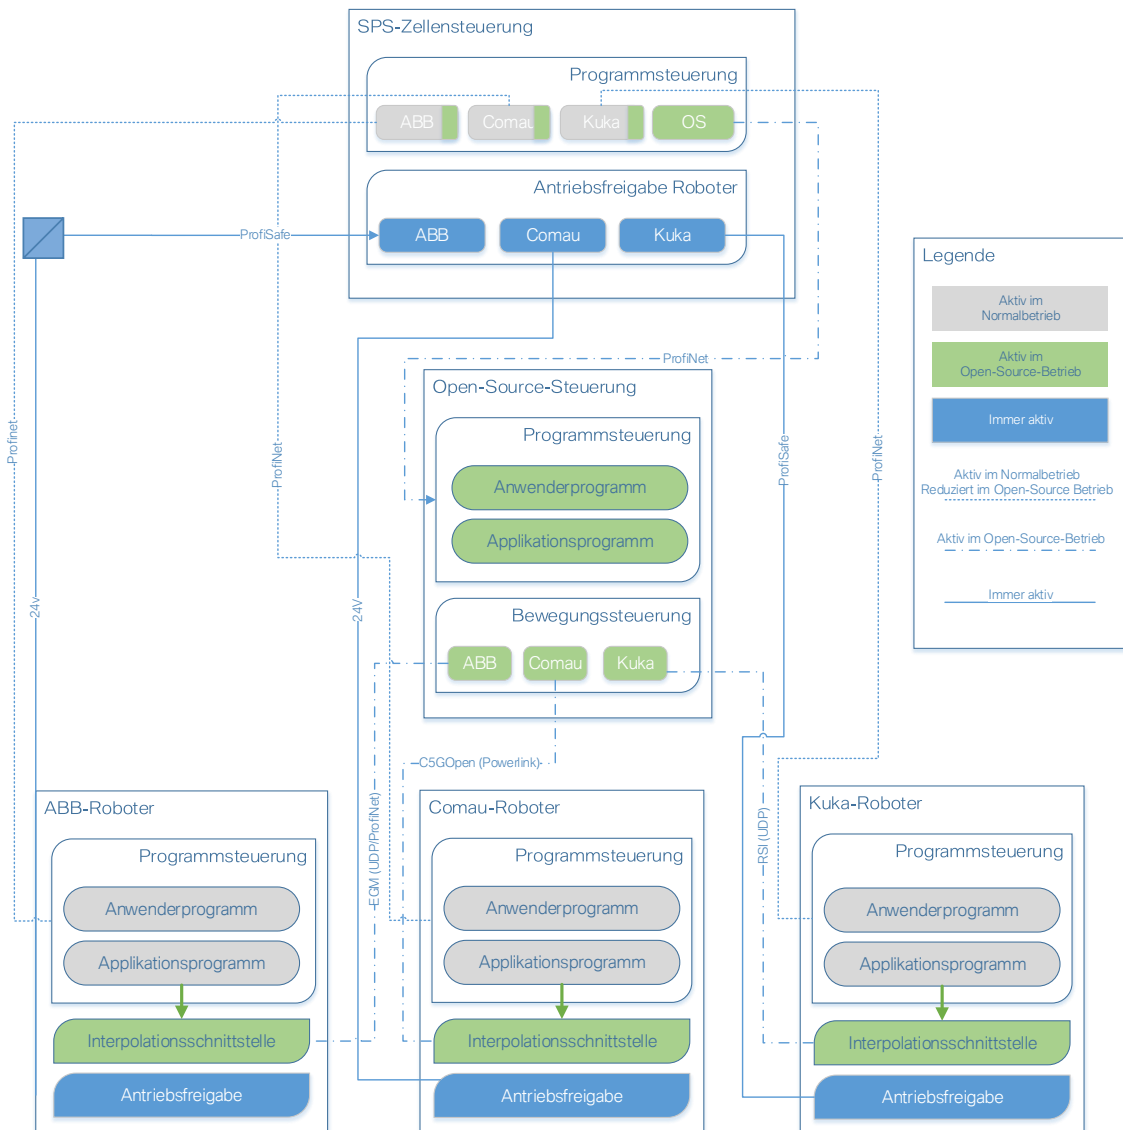 SPS-Zellensteuerung
Programmsteuerung
ABB
Comau
Kuka
OS
Antriebsfreigabe Roboter
ABB
Comau
Kuka
ProfiSafe
Legende
Aktiv im
Normalbetrieb
Aktiv im
Open-Source-Betrieb
Immer aktiv
Aktiv im Normalbetrieb
Reduziert im Open-Source Betrieb
Aktiv im Open-Source-Betrieb
Immer aktiv
ProfiNet
Profinet
ProfiNet
ProfiSafe
ProfiNet
24v
24V
Open-Source-Steuerung
Programmsteuerung
Anwenderprogramm
Applikationsprogramm
Bewegungssteuerung
ABB
Comau
Kuka
C5GOpen (Powerlink)
EGM (UDP/ProfiNet)
RSI (UDP)
ABB-Roboter
Programmsteuerung
Anwenderprogramm
Applikationsprogramm
Interpolationsschnittstelle
Antriebsfreigabe
Comau-Roboter
Programmsteuerung
Anwenderprogramm
Applikationsprogramm
Interpolationsschnittstelle
Antriebsfreigabe
Kuka-Roboter
Programmsteuerung
Anwenderprogramm
Applikationsprogramm
Interpolationsschnittstelle
Antriebsfreigabe